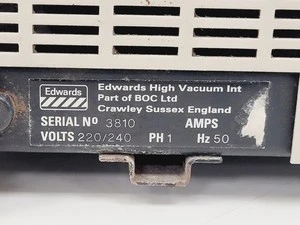 Edwards
Edwards High Vacuum Int
Part of BOC Ltd
Crawley Sussex England
SERIAL Nº 3810 AMPS
VOLTS 220/240 PH 1 Hz 50